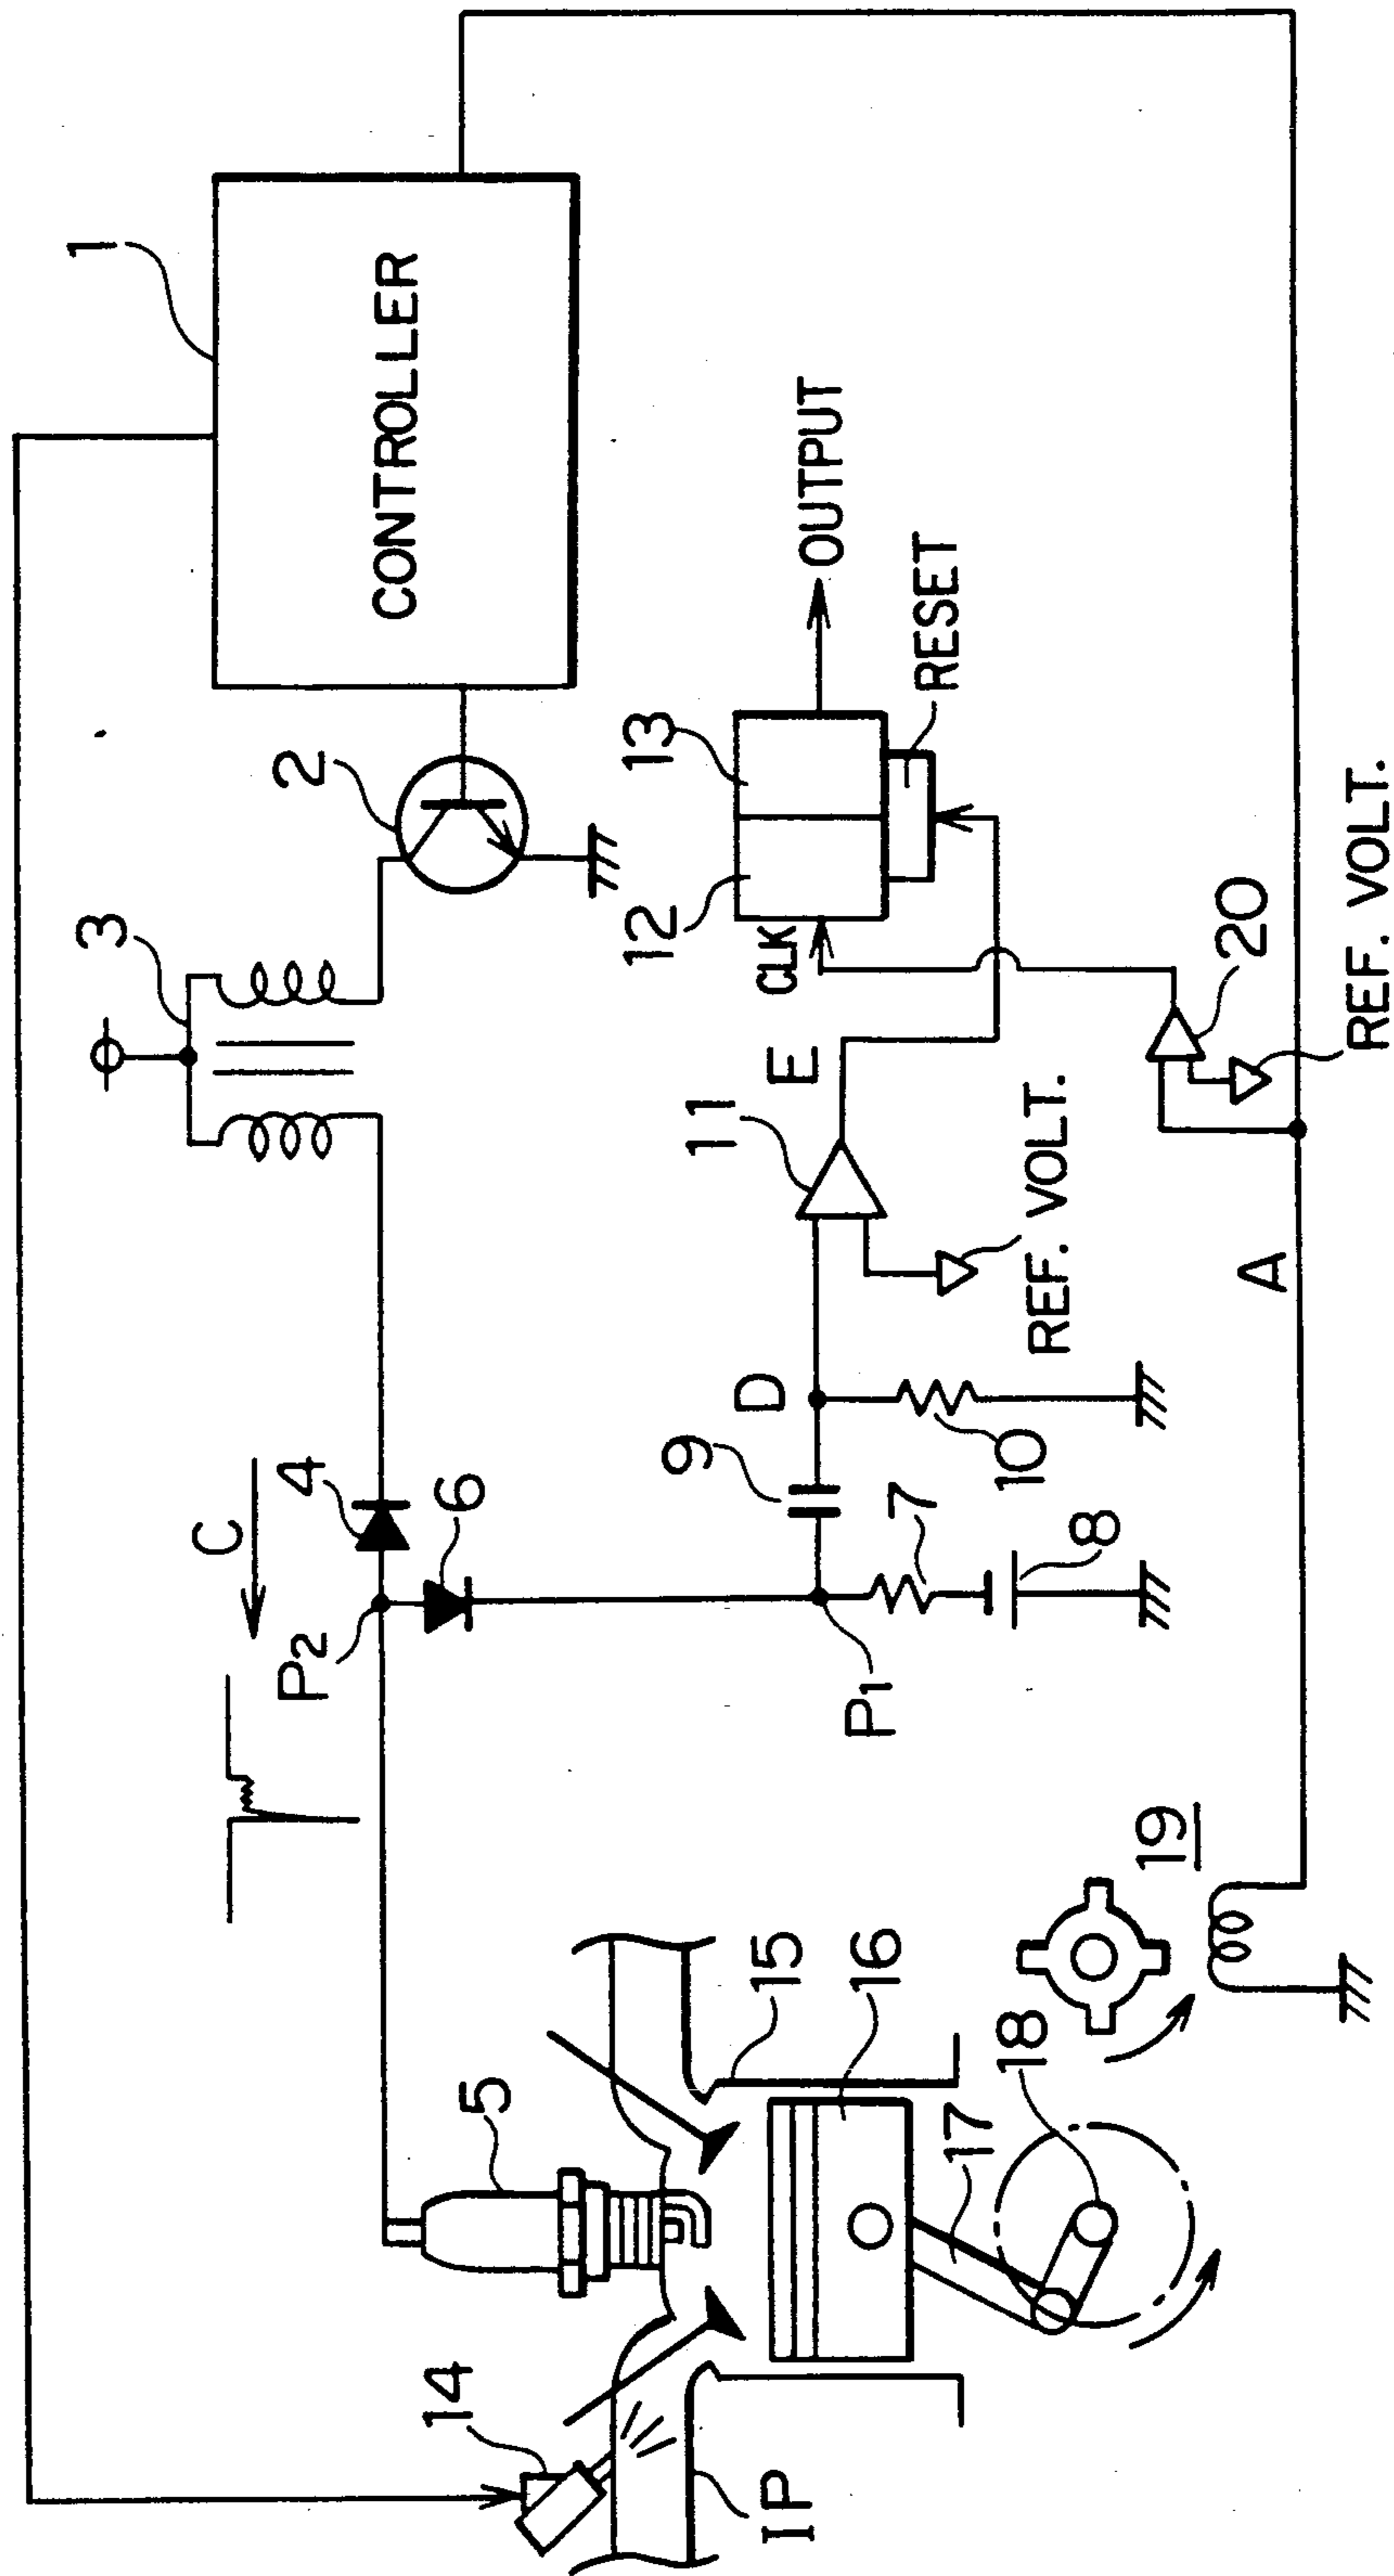 1
CONTROLLER
2
3
C
4
6
P2
5
14
IP
15
16
17
18
19
P1
7
8
9
10
D
11
E
REF. VOLT.
CLK
12
13
OUTPUT
RESET
20
REF. VOLT.
A